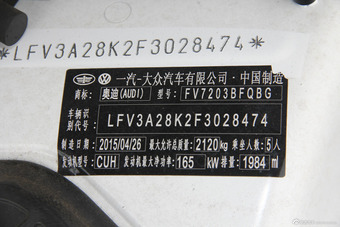 *LFV3A28K2F3028474*
一汽-大众汽车有限公司·中国制造
商标: 奥迪(AUDI) 型号: FV7203BFQBG
车辆识别代号: LFV3A28K2F3028474
制造日期: 2015/04/26 最大允许总质量: 2120kg 乘坐人数: 5人
发动机型号: CUH 发动机最大净功率: 165 kW 排量: 1984 ml